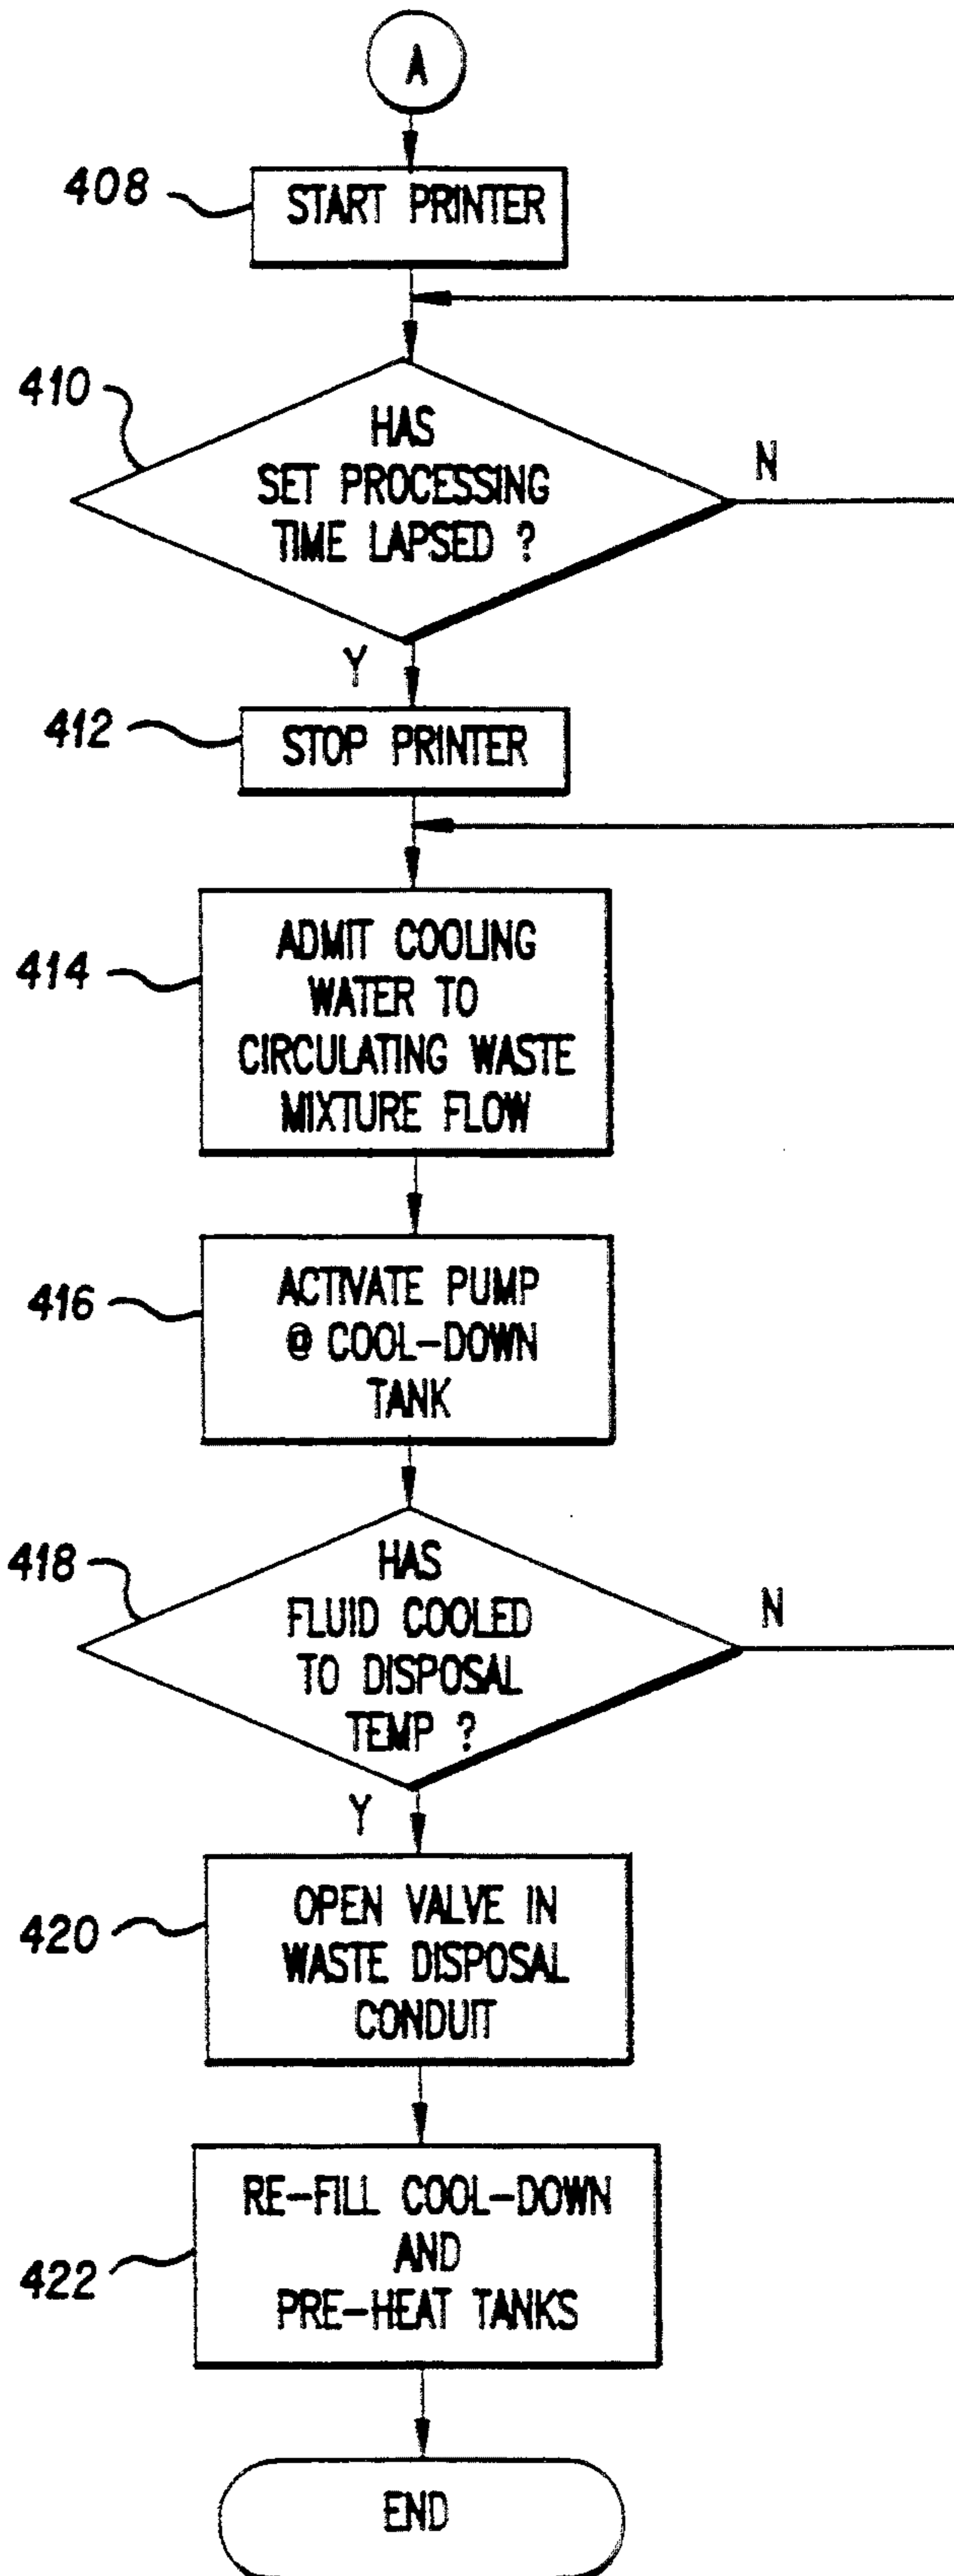 A
408
START PRINTER
410
HAS
SET PROCESSING
TIME LAPSED ?
N
Y
412
STOP PRINTER
414
ADMIT COOLING
WATER TO
CIRCULATING WASTE
MIXTURE FLOW
416
ACTIVATE PUMP
@ COOL-DOWN
TANK
418
HAS
FLUID COOLED
TO DISPOSAL
TEMP ?
N
Y
420
OPEN VALVE IN
WASTE DISPOSAL
CONDUIT
422
RE-FILL COOL-DOWN
AND
PRE-HEAT TANKS
END